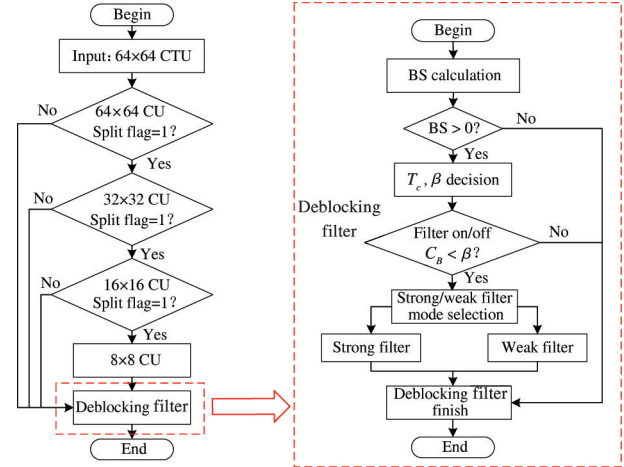 Begin
Input: 64×64 CTU
64×64 CU
Split flag=1?
No
Yes
32×32 CU
Split flag=1?
No
Yes
16×16 CU
Split flag=1?
No
Yes
8×8 CU
Deblocking filter
End
Begin
BS calculation
BS > 0?
No
Yes
T_c, β decision
Deblocking
filter
Filter on/off
C_B < β?
No
Yes
Strong/weak filter
mode selection
Strong filter
Weak filter
Deblocking filter
finish
End